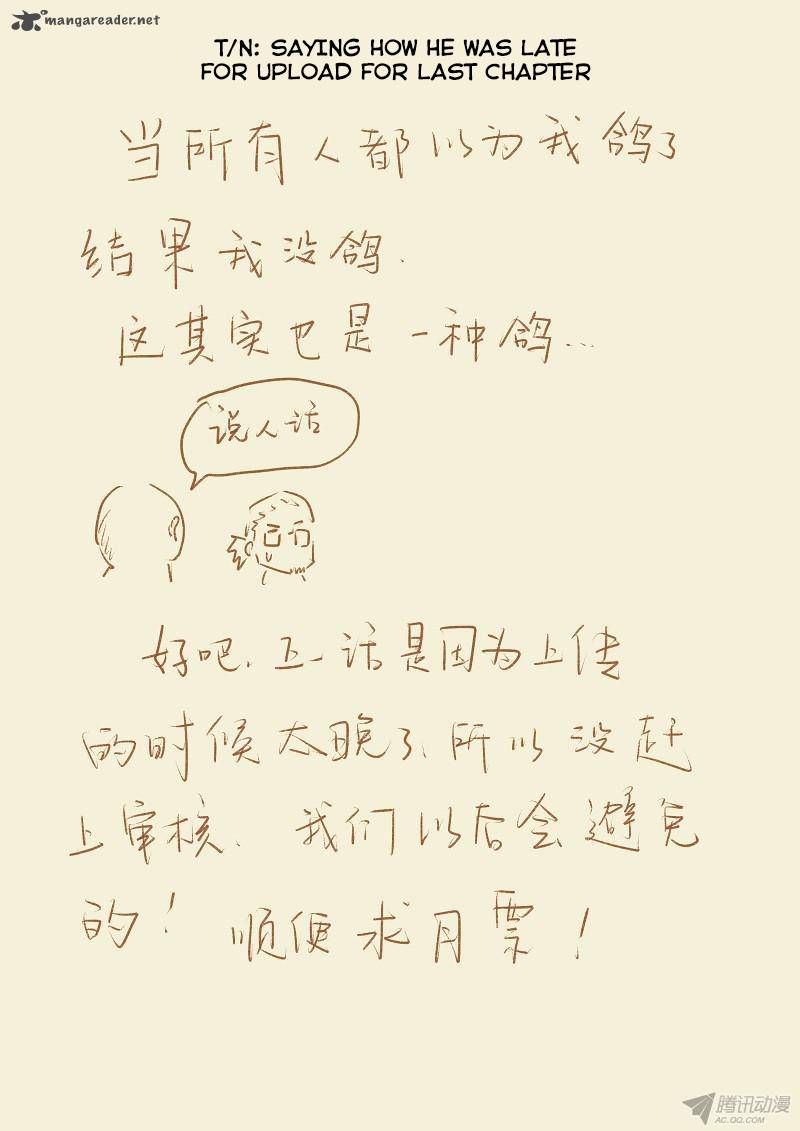 mangareader.net
T/N: SAYING HOW HE WAS LATE
FOR UPLOAD FOR LAST CHAPTER
当所有人都以为我鸽了
结果我没鸽.
这其实也是一种鸽...
说人话
好吧、上一话是因为上传
的时候太晚了、所以没赶
上审核、我们以后会避免
的！顺便求月票！
腾讯动漫
AC.QQ.COM